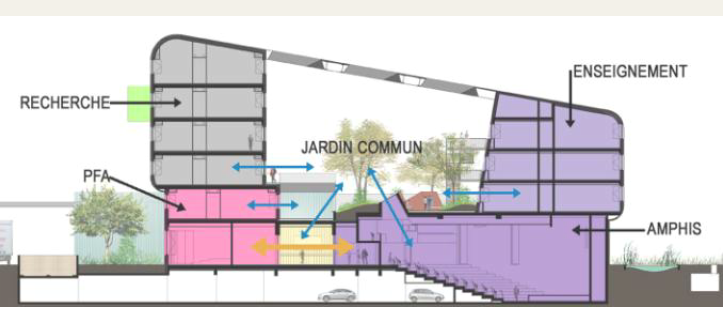 ENSEIGNEMENT
RECHERCHE
JARDIN COMMUN
PFA
AMPHIS